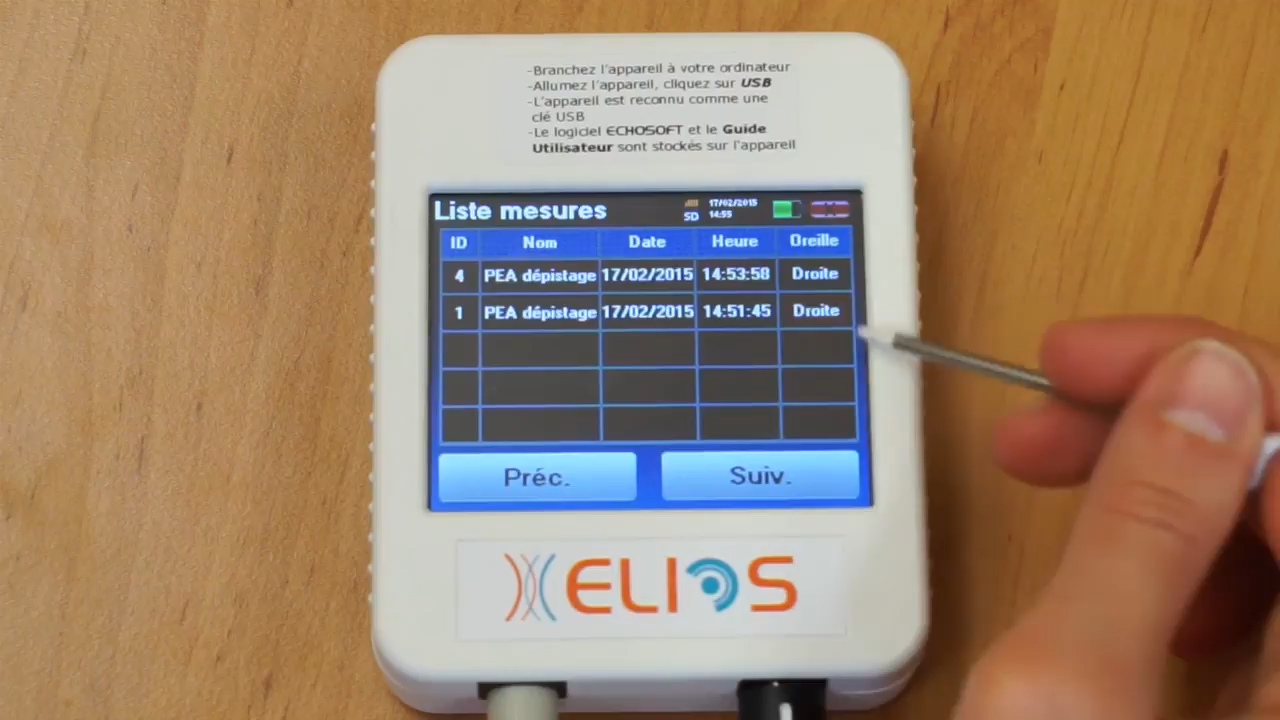 -Branchez l'appareil à votre ordinateur
-Allumez l'appareil, cliquez sur USB
-L'appareil est reconnu comme une
clé USB
-Le logiciel ECHOSOFT et le Guide
Utilisateur sont stockés sur l'appareil
Liste mesures SD 17/02/2015 14:55
ID Nom Date Heure Oreille
4 PEA dépistage 17/02/2015 14:53:58 Droite
1 PEA dépistage 17/02/2015 14:51:45 Droite
Préc. Suiv.
ELIOS